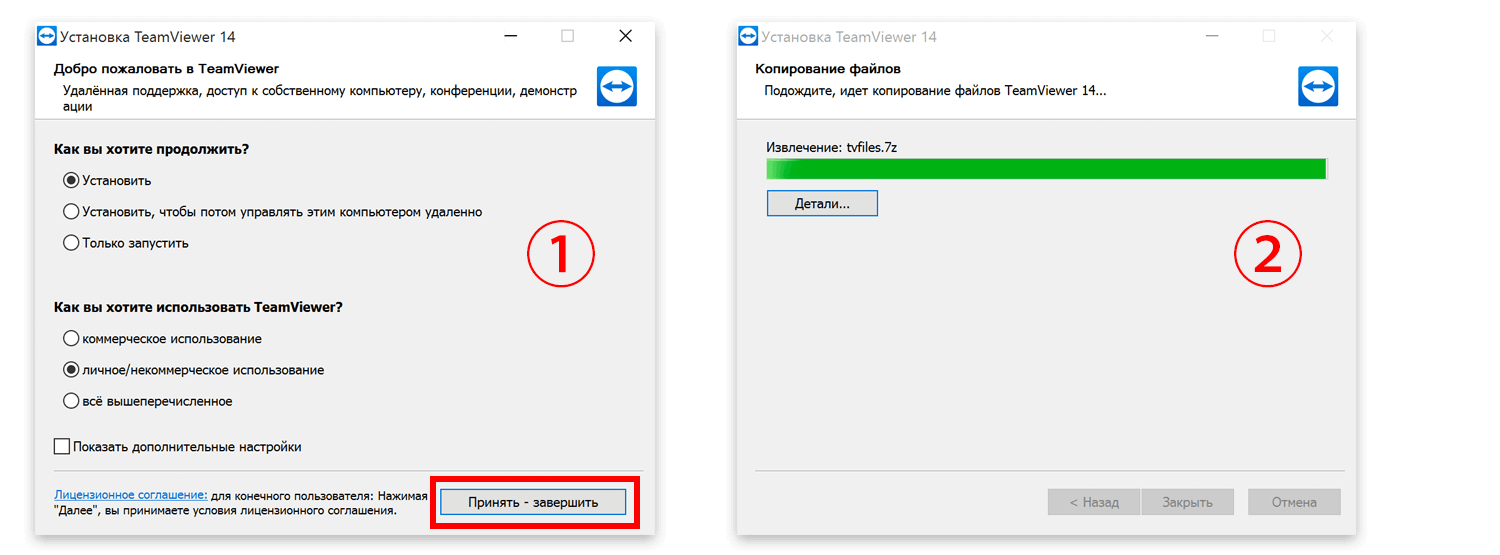 Установка TeamViewer 14
Добро пожаловать в TeamViewer
Удалённая поддержка, доступ к собственному компьютеру, конференции, демонстр
ации
Как вы хотите продолжить?
Установить
Установить, чтобы потом управлять этим компьютером удаленно
Только запустить
1
Как вы хотите использовать TeamViewer?
коммерческое использование
личное/некоммерческое использование
всё вышеперечисленное
Показать дополнительные настройки
Лицензионное соглашение: для конечного пользователя: Нажимая
"Далее", вы принимаете условия лицензионного соглашения.
Принять - завершить
Установка TeamViewer 14
Копирование файлов
Подождите, идет копирование файлов TeamViewer 14...
Извлечение: tvfiles.7z
Детали...
2
< Назад
Закрыть
Отмена